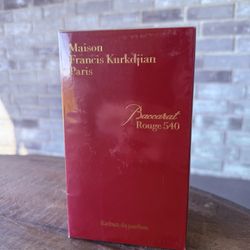 Maison
Francis Kurkdjian
Paris
Baccarat
Rouge 540
Extrait de parfum